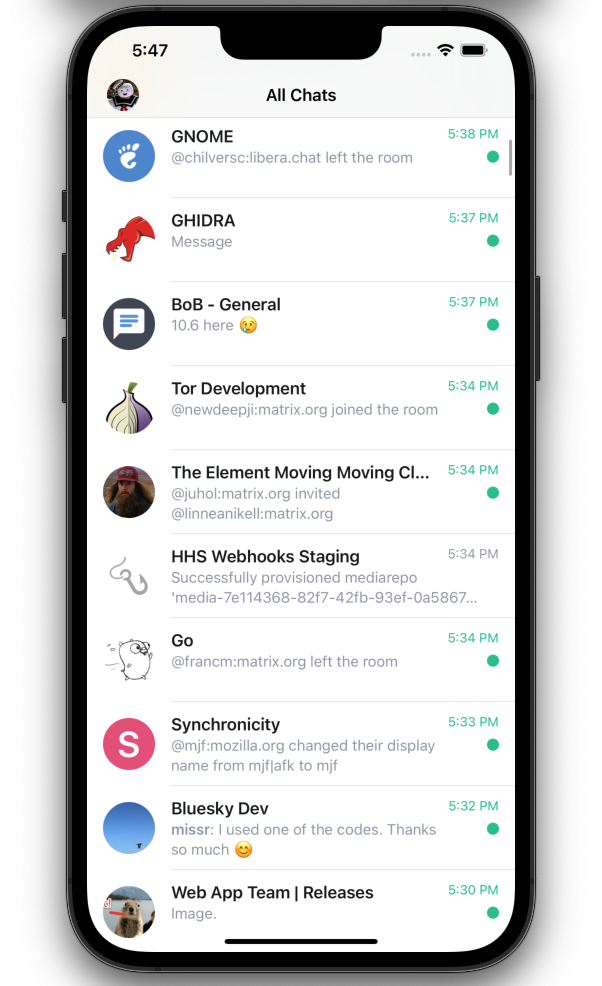 5:47
All Chats
GNOME
5:38 PM
@chilversc:libera.chat left the room
GHIDRA
5:37 PM
Message
BoB - General
5:37 PM
10.6 here 😢
Tor Development
5:34 PM
@newdeepji:matrix.org joined the room
The Element Moving Moving Cl...
5:34 PM
@juhol:matrix.org invited
@linneanikell:matrix.org
HHS Webhooks Staging
5:34 PM
Successfully provisioned mediarepo
'media-7e114368-82f7-42fb-93ef-0a5867...
Go
5:34 PM
@francm:matrix.org left the room
S
Synchronicity
5:33 PM
@mjf:mozilla.org changed their display
name from mjf|afk to mjf
Bluesky Dev
5:32 PM
missr: I used one of the codes. Thanks
so much 😊
Web App Team | Releases
5:30 PM
Image.